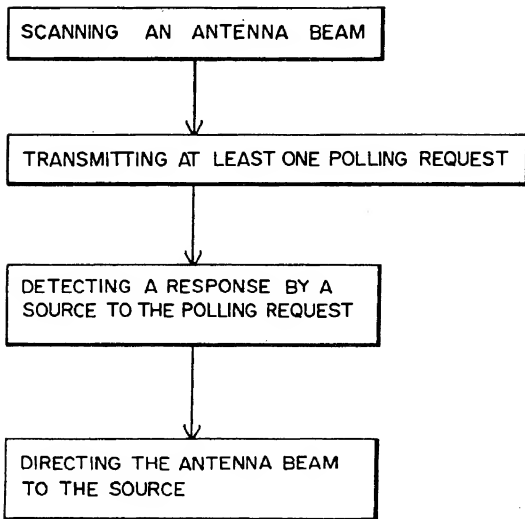 SCANNING AN ANTENNA BEAM
TRANSMITTING AT LEAST ONE POLLING REQUEST
DETECTING A RESPONSE BY A
SOURCE TO THE POLLING REQUEST
DIRECTING THE ANTENNA BEAM
TO THE SOURCE